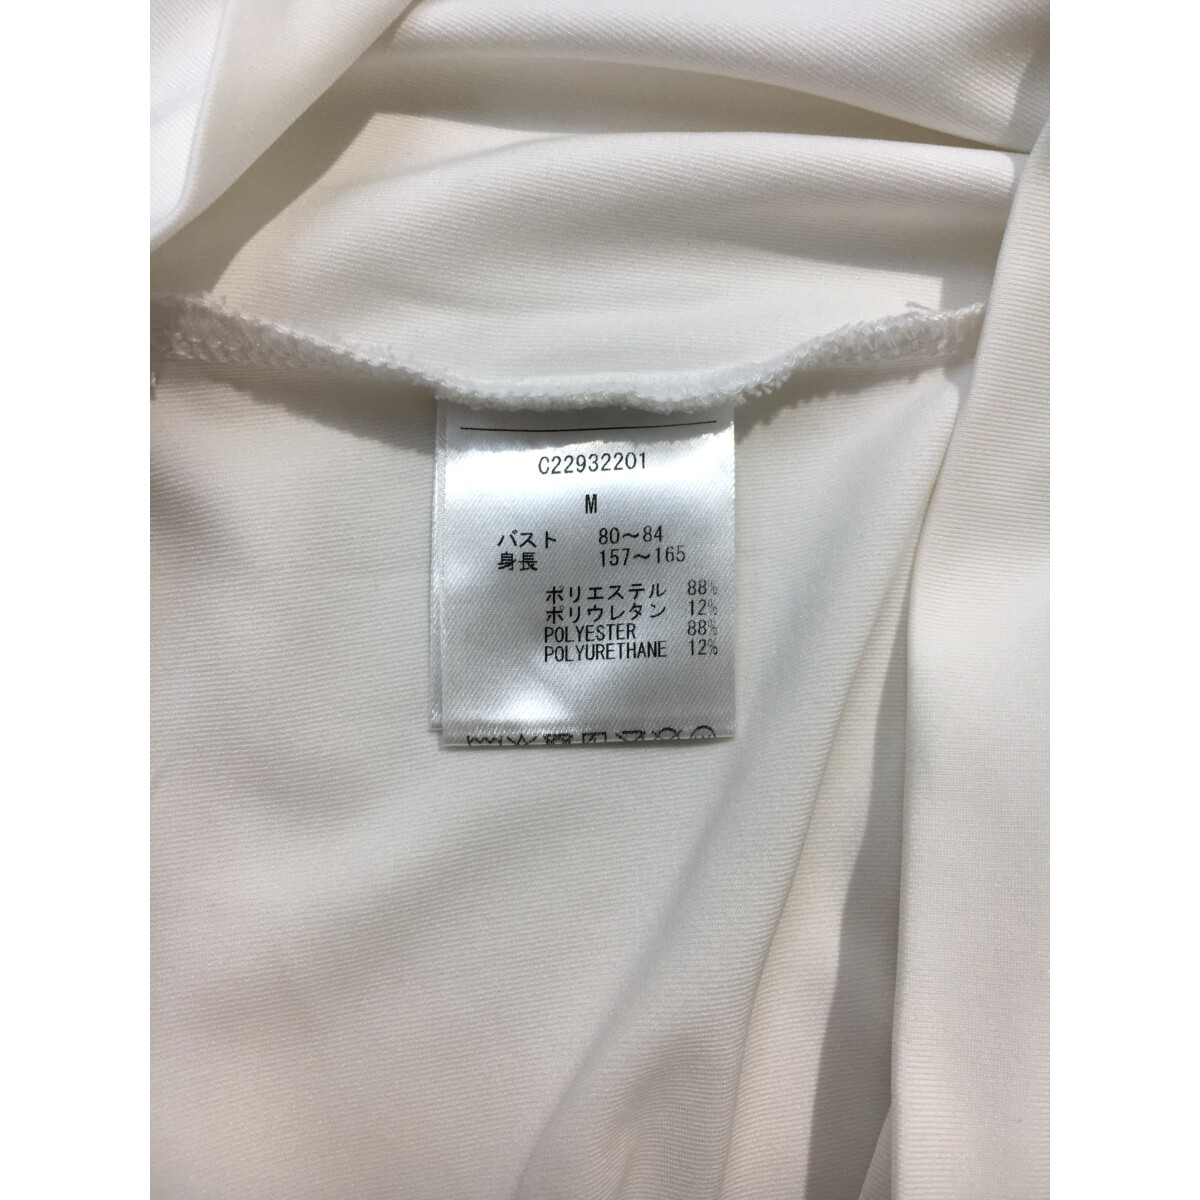 C22932201
M
バスト 80～84
身長 157～165
ポリエステル 88%
ポリウレタン 12%
POLYESTER 88%
POLYURETHANE 12%